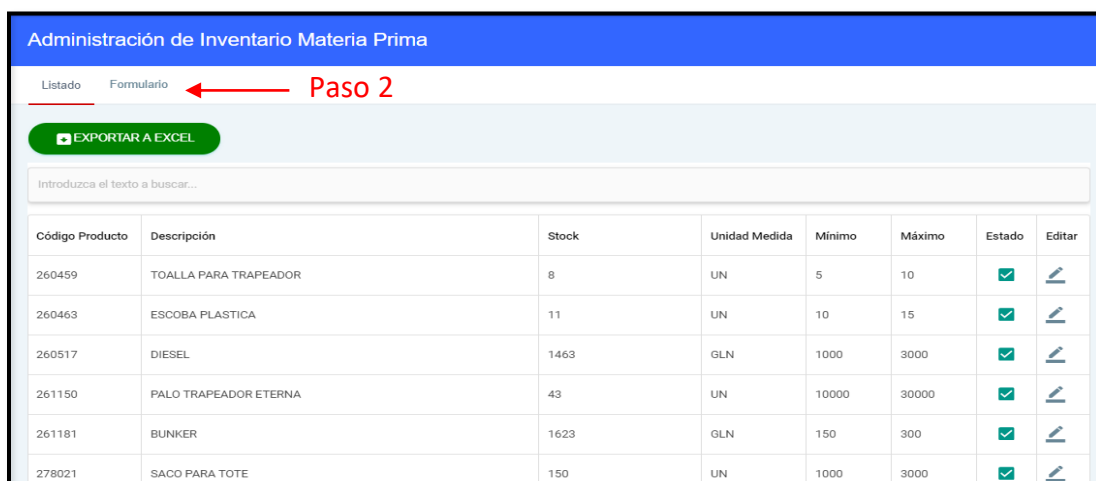 Administración de Inventario Materia Prima
Listado Formulario Paso 2
EXPORTAR A EXCEL
Introduzca el texto a buscar...
Código Producto Descripción Stock Unidad Medida Mínimo Máximo Estado Editar
260459 TOALLA PARA TRAPEADOR 8 UN 5 10
260463 ESCOBA PLASTICA 11 UN 10 15
260517 DIESEL 1463 GLN 1000 3000
261150 PALO TRAPEADOR ETERNA 43 UN 10000 30000
261181 BUNKER 1623 GLN 150 300
278021 SACO PARA TOTE 150 UN 1000 3000